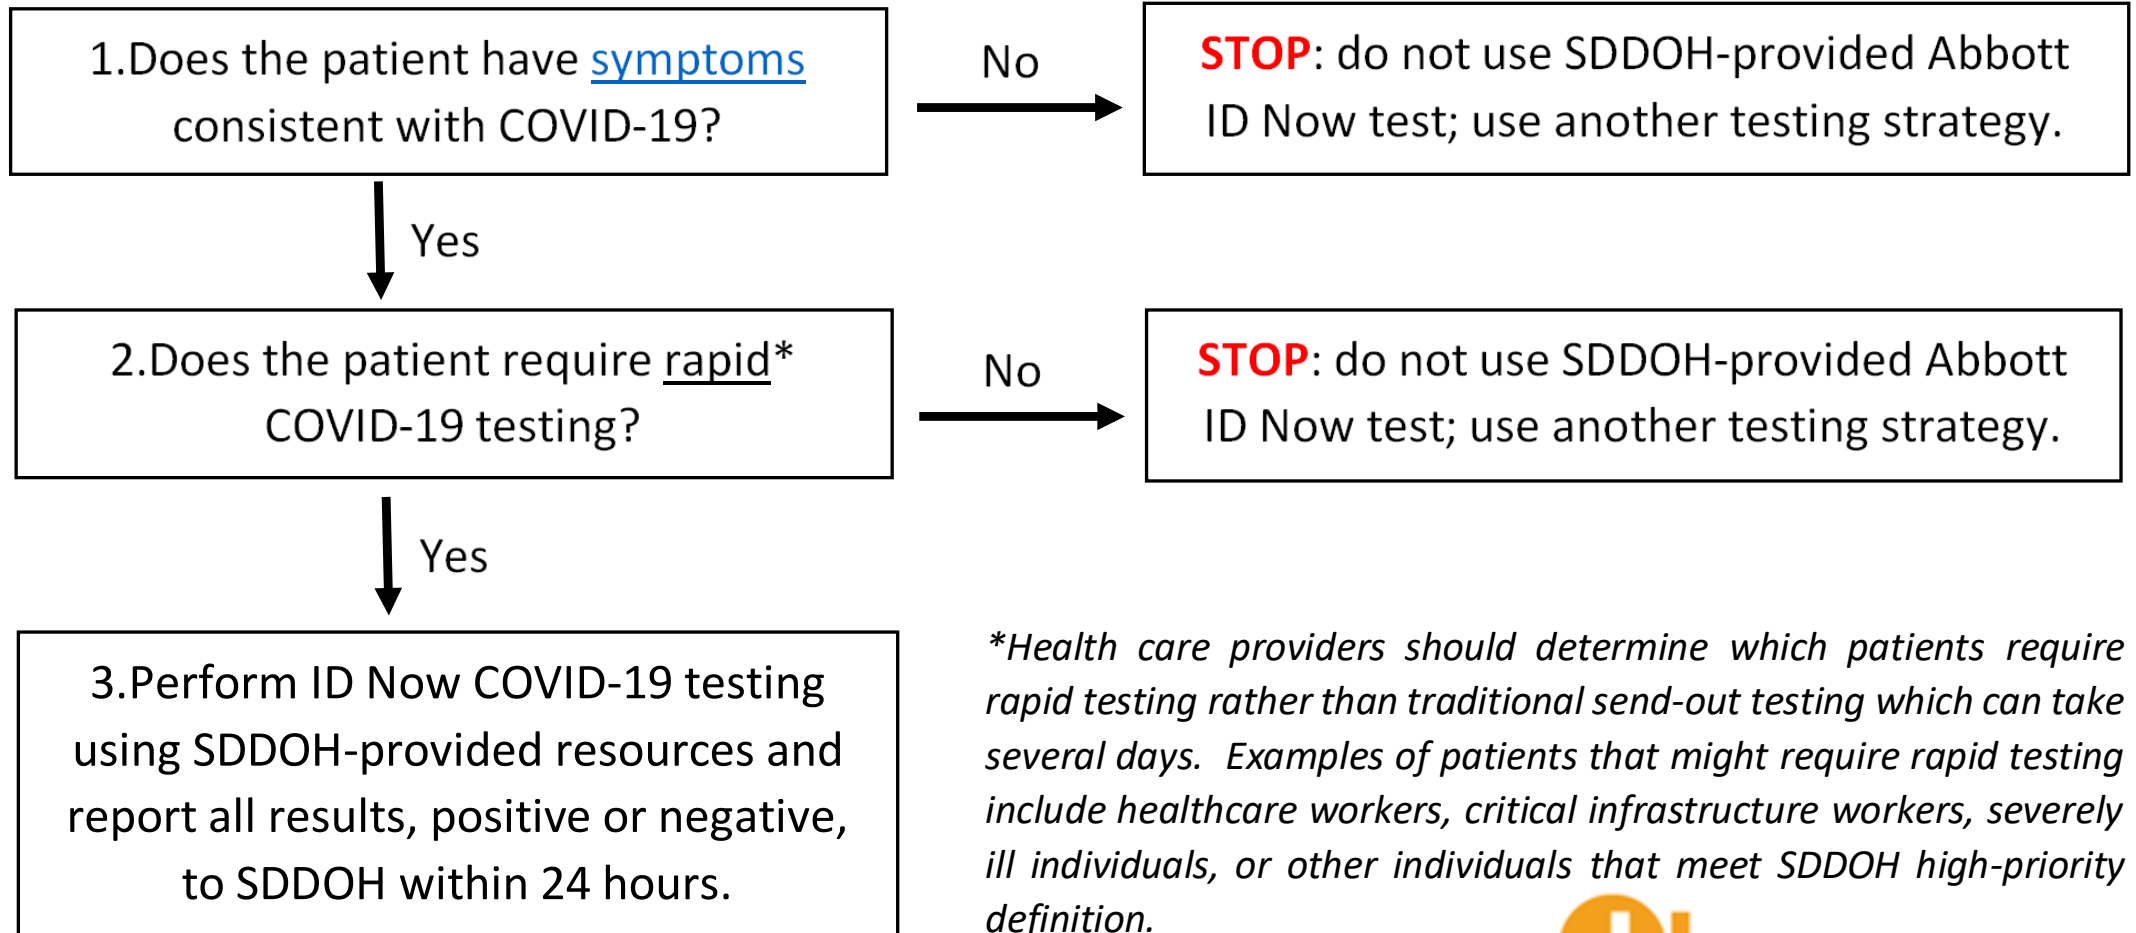 1.Does the patient have symptoms
consistent with COVID-19?
No
STOP: do not use SDDOH-provided Abbott
ID Now test; use another testing strategy.
Yes
2.Does the patient require rapid*
COVID-19 testing?
No
STOP: do not use SDDOH-provided Abbott
ID Now test; use another testing strategy.
Yes
3.Perform ID Now COVID-19 testing
using SDDOH-provided resources and
report all results, positive or negative,
to SDDOH within 24 hours.
*Health care providers should determine which patients require
rapid testing rather than traditional send-out testing which can take
several days.  Examples of patients that might require rapid testing
include healthcare workers, critical infrastructure workers, severely
ill individuals, or other individuals that meet SDDOH high-priority
definition.